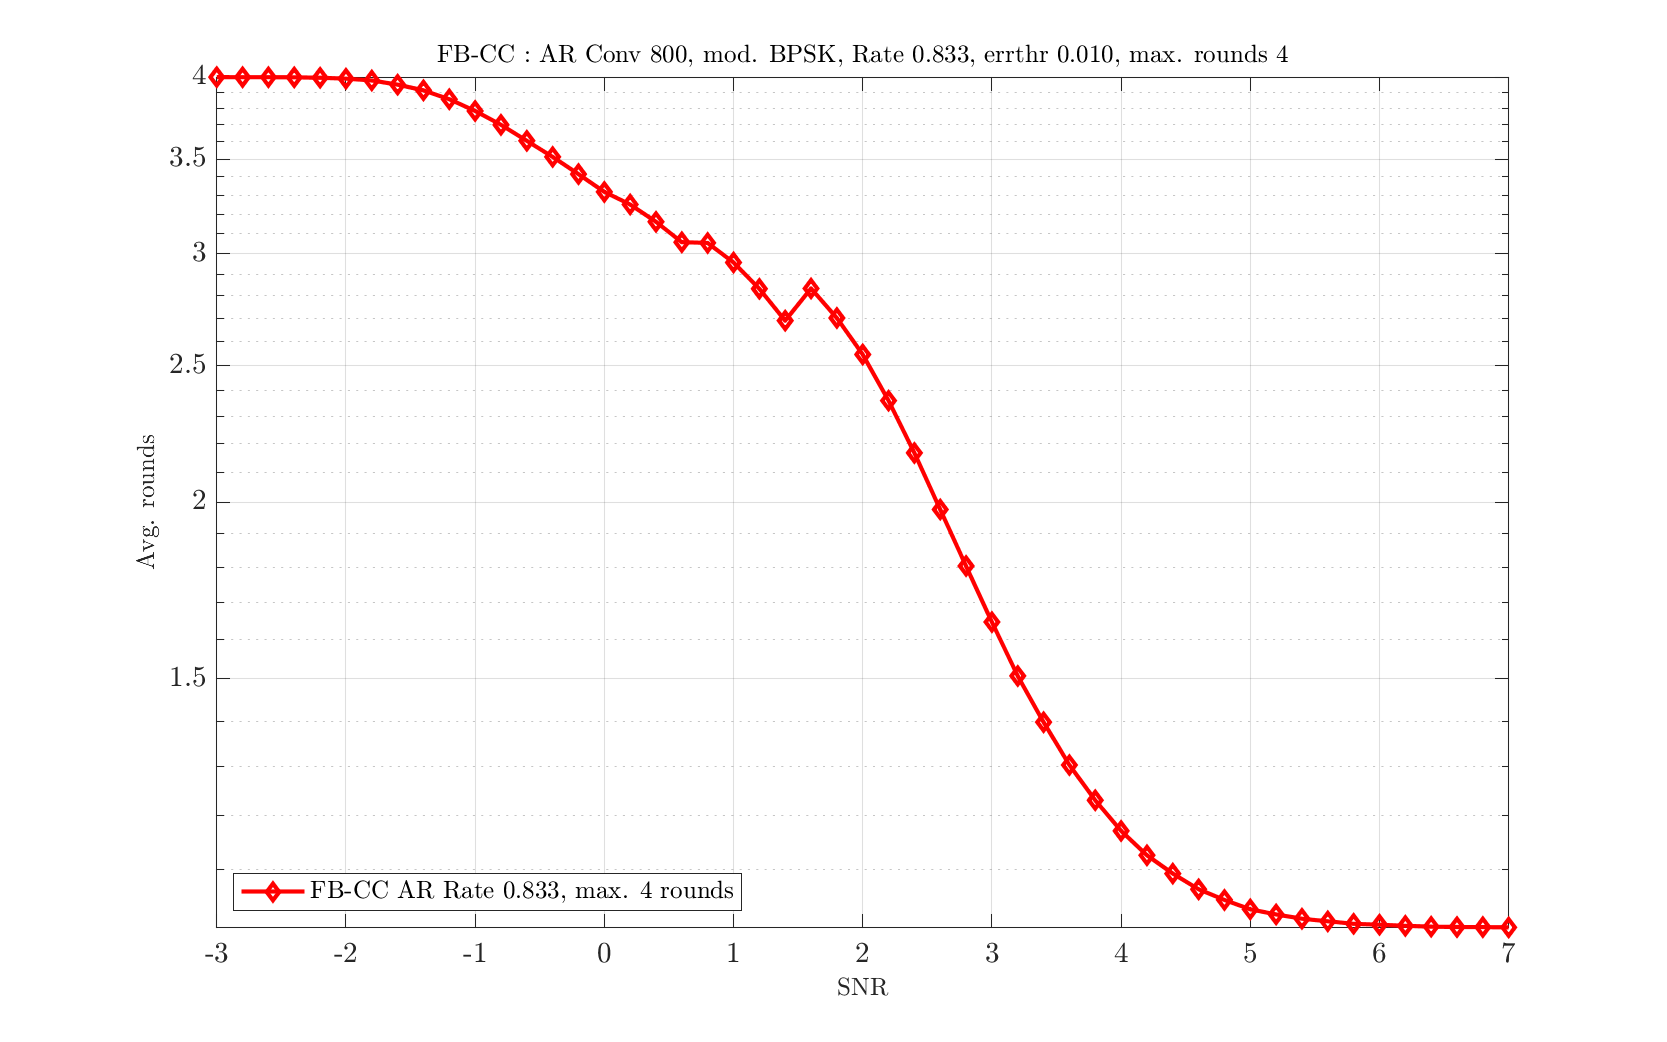 FB-CC : AR Conv 800, mod. BPSK, Rate 0.833, errthr 0.010, max. rounds 4
4
3.5
3
2.5
2
1.5
Avg. rounds
FB-CC AR Rate 0.833, max. 4 rounds
-3 -2 -1 0 1 2 3 4 5 6 7
SNR